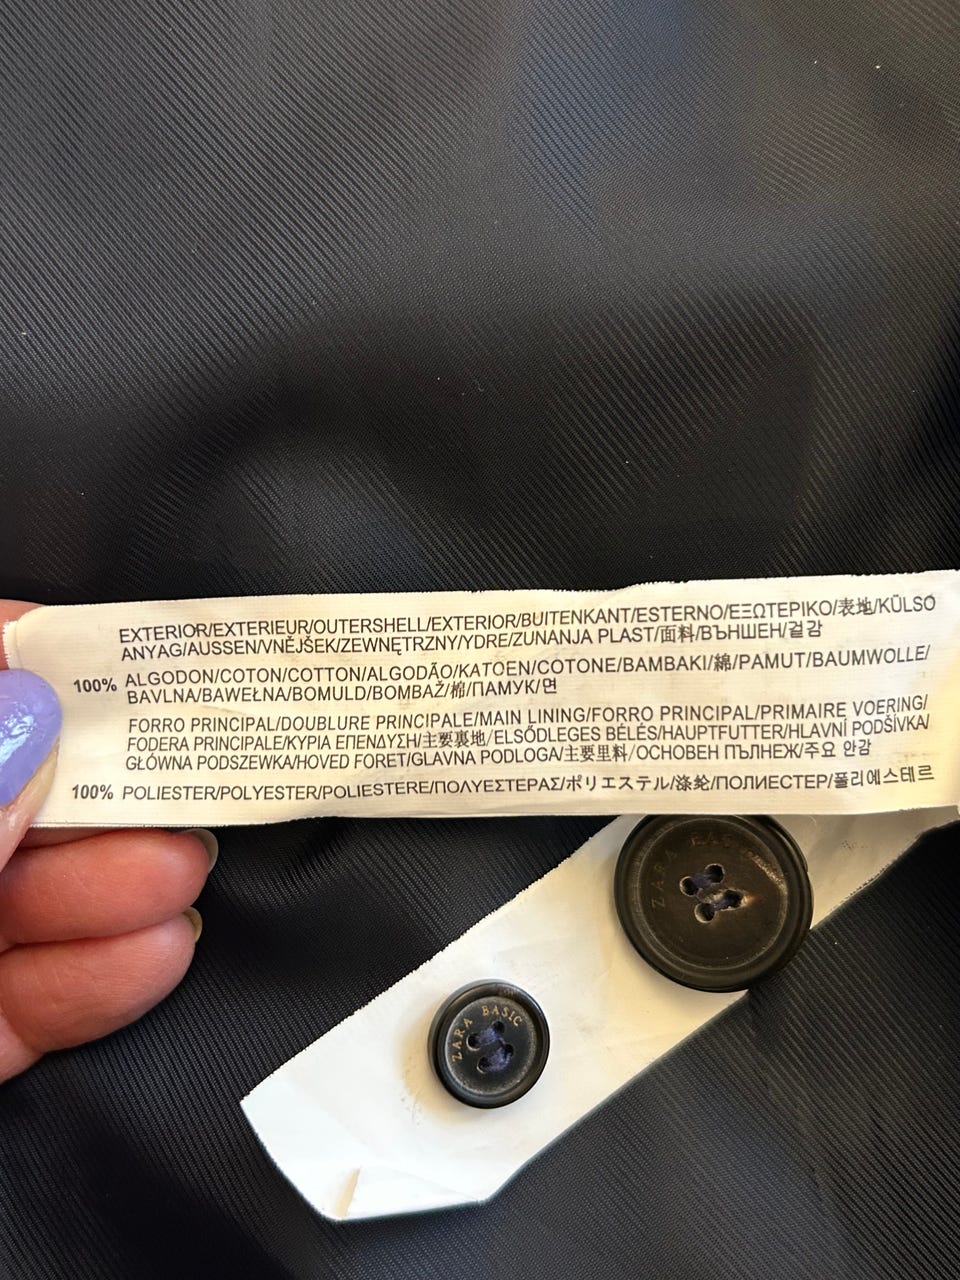 EXTERIOR/EXTERIEUR/OUTERSHELL/EXTERIOR/BUITENKANT/ESTERNO/ΕΞΩΤΕΡΙΚΟ/表地/KÜLSO
ANYAG/AUSSEN/VNĚJŠEK/ZEWNĘTRZNY/YDRE/ZUNANJA PLAST/面料/ВЪНШЕН/겉감
100% ALGODON/COTON/COTTON/ALGODÃO/KATOEN/COTONE/BAMBAKI/綿/PAMUT/BAUMWOLLE/
BAVLNA/BAWEŁNA/BOMULD/BOMBAŽ/棉/ПАМУК/면
FORRO PRINCIPAL/DOUBLURE PRINCIPALE/MAIN LINING/FORRO PRINCIPAL/PRIMAIRE VOERING/
FODERA PRINCIPALE/ΚΥΡΙΑ ΕΠΕΝΔΥΣΗ/主要裏地/ELSŐDLEGES BÉLÉS/HAUPTFUTTER/HLAVNÍ PODŠÍVKA/
GŁÓWNA PODSZEWKA/HOVED FORET/GLAVNA PODLOGA/主要里料/ОСНОВЕН ПЪЛНЕЖ/주요 안감
100% POLIESTER/POLYESTER/POLIESTERE/ΠΟΛΥΕΣΤΕΡΑΣ/ポリエステル/涤纶/ПОЛИЕСТЕР/폴리에스테르
ZARA BASIC
ZARA BASIC